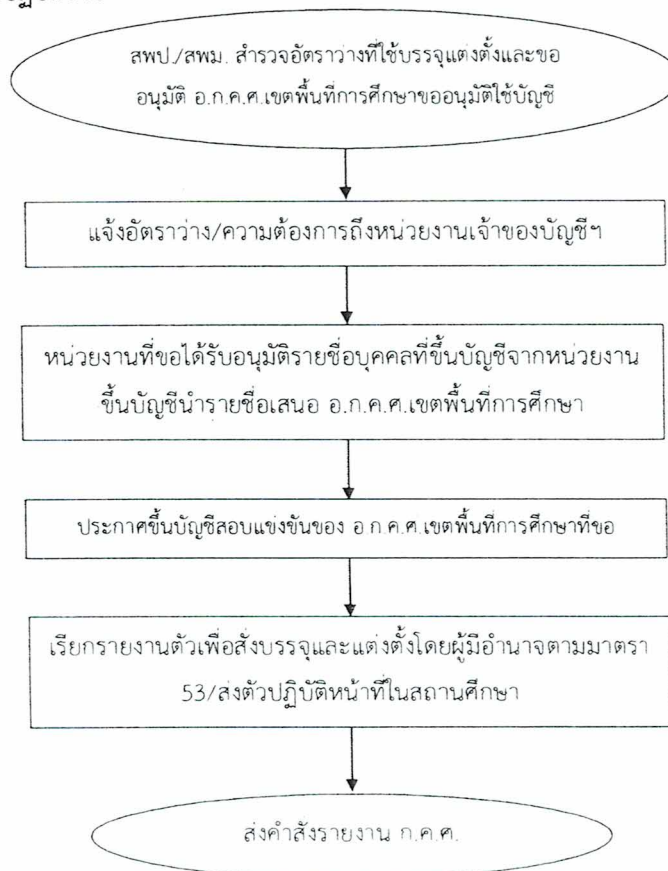 สพป./สพม. สำรวจอัตราว่างที่ใช้บรรจุแต่งตั้งและขอ
อนุมัติ อ.ก.ค.ศ.เขตพื้นที่การศึกษาขออนุมัติใช้บัญชี
แจ้งอัตราว่าง/ความต้องการถึงหน่วยงานเจ้าของบัญชีฯ
หน่วยงานที่ขอได้รับอนุมัติรายชื่อบุคคลที่ขึ้นบัญชีจากหน่วยงาน
ขึ้นบัญชีนำรายชื่อเสนอ อ.ก.ค.ศ.เขตพื้นที่การศึกษา
ประกาศขึ้นบัญชีสอบแข่งขันของ อ ก.ค.ศ.เขตพื้นที่การศึกษาที่ขอ
เรียกรายงานตัวเพื่อสั่งบรรจุและแต่งตั้งโดยผู้มีอำนาจตามมาตรา
53/ส่งตัวปฏิบัติหน้าที่ในสถานศึกษา
ส่งคำสั่งรายงาน ก.ค.ศ.